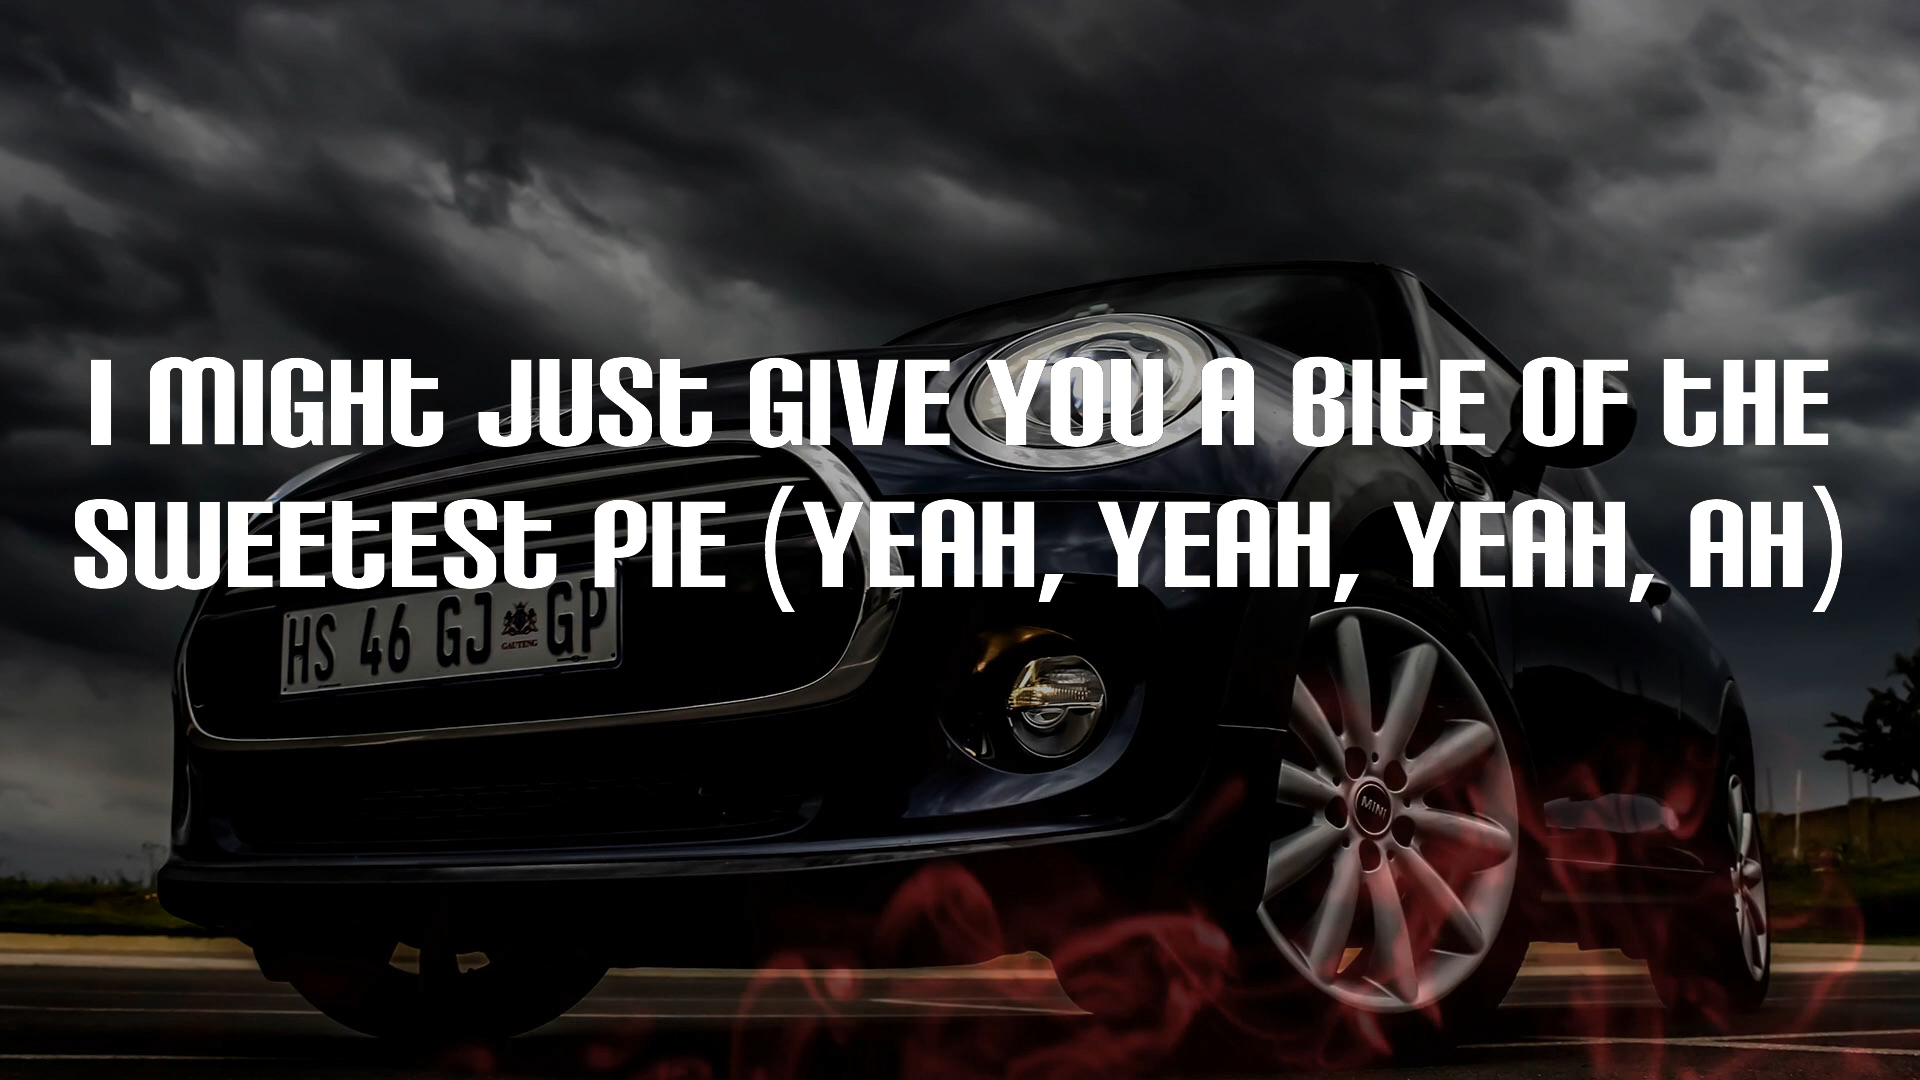 I MIGHT JUST GIVE YOU A BITE OF THE
SWEETEST PIE (YEAH, YEAH, YEAH, AH)
HS 46 GJ GP
GAUTENG
MINI